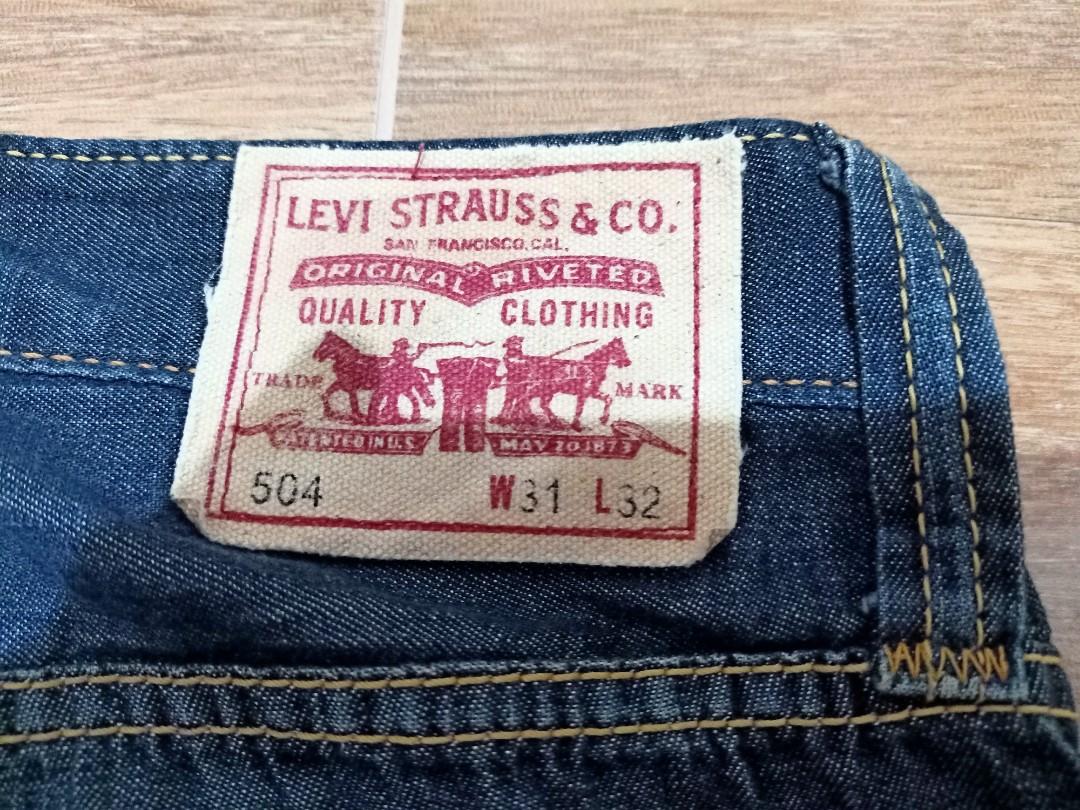 LEVI STRAUSS & CO.
SAN FRANCISCO, CAL.
ORIGINAL RIVETED
QUALITY CLOTHING
TRADE MARK
PATENTED IN U.S. MAY 20 1873
504 W31 L32